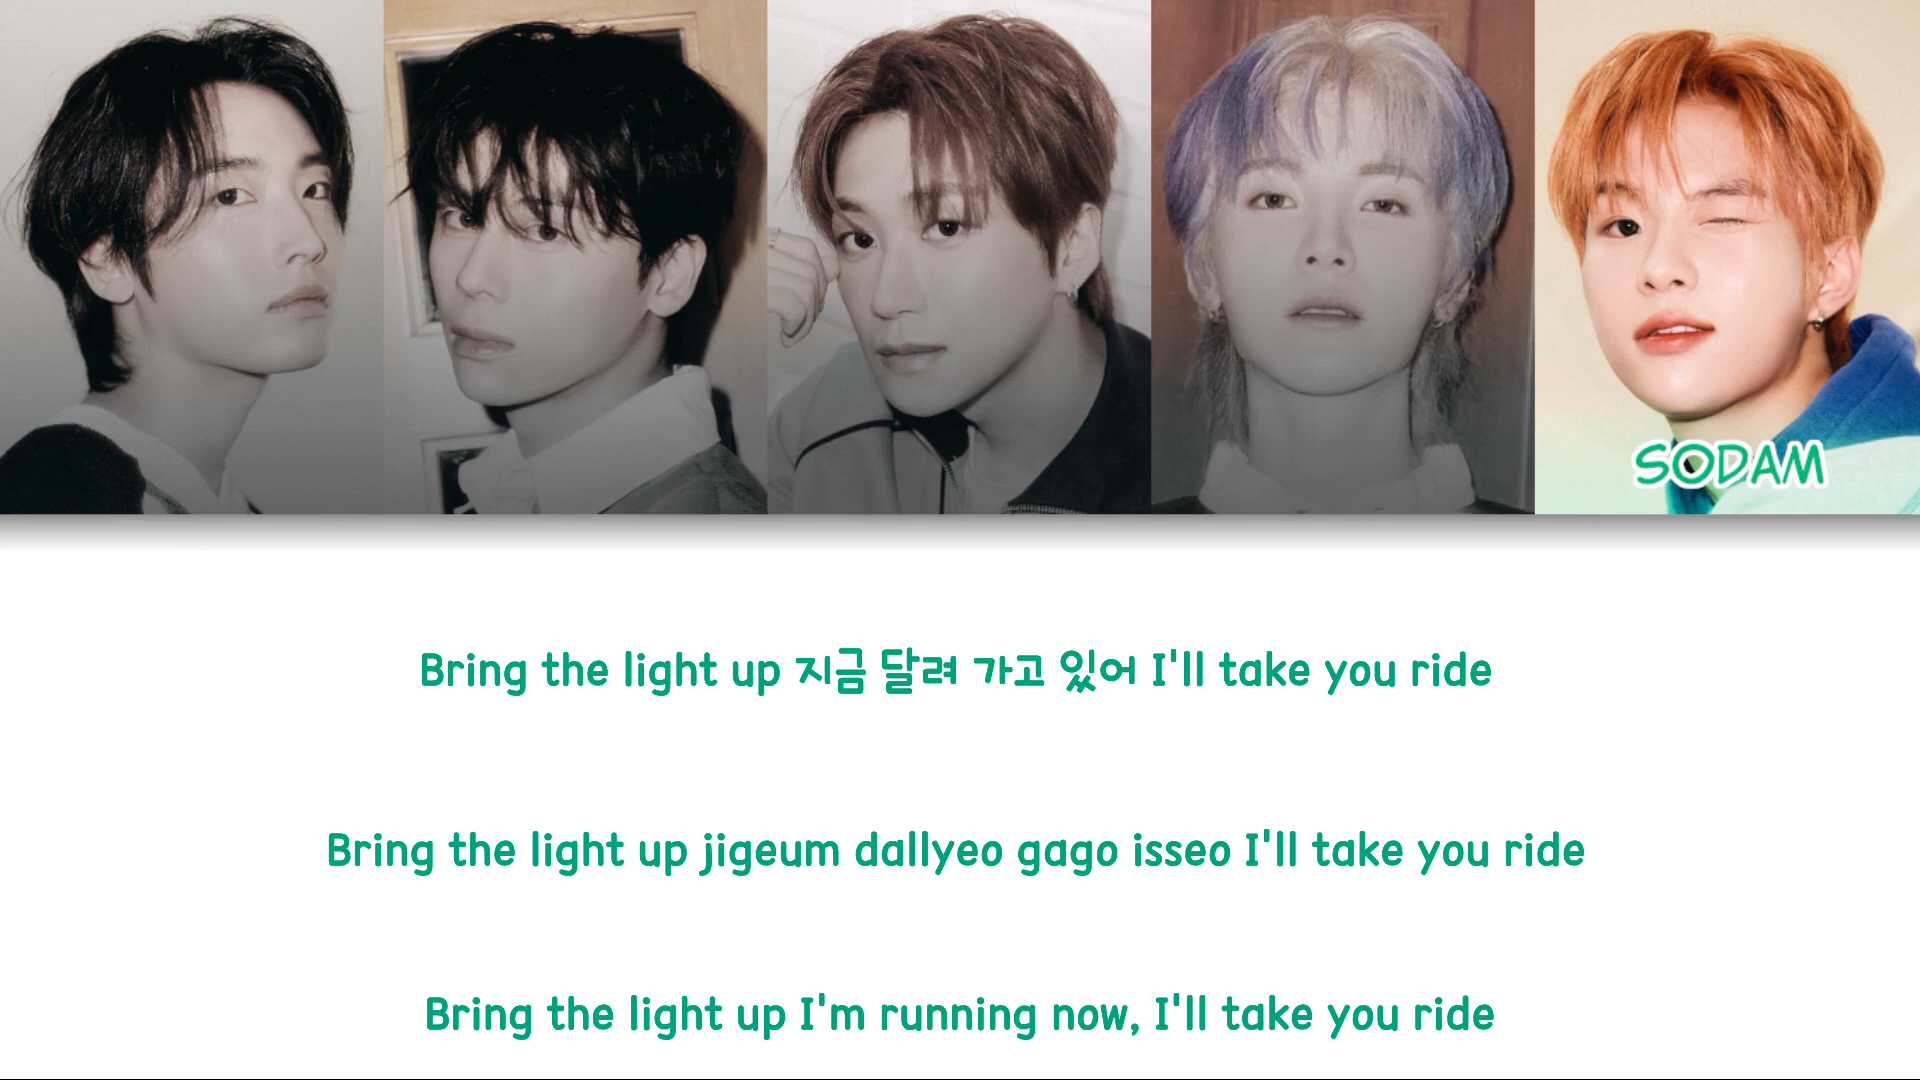 SODAM
Bring the light up 지금 달려 가고 있어 I'll take you ride
Bring the light up jigeum dallyeo gago isseo I'll take you ride
Bring the light up I'm running now, I'll take you ride